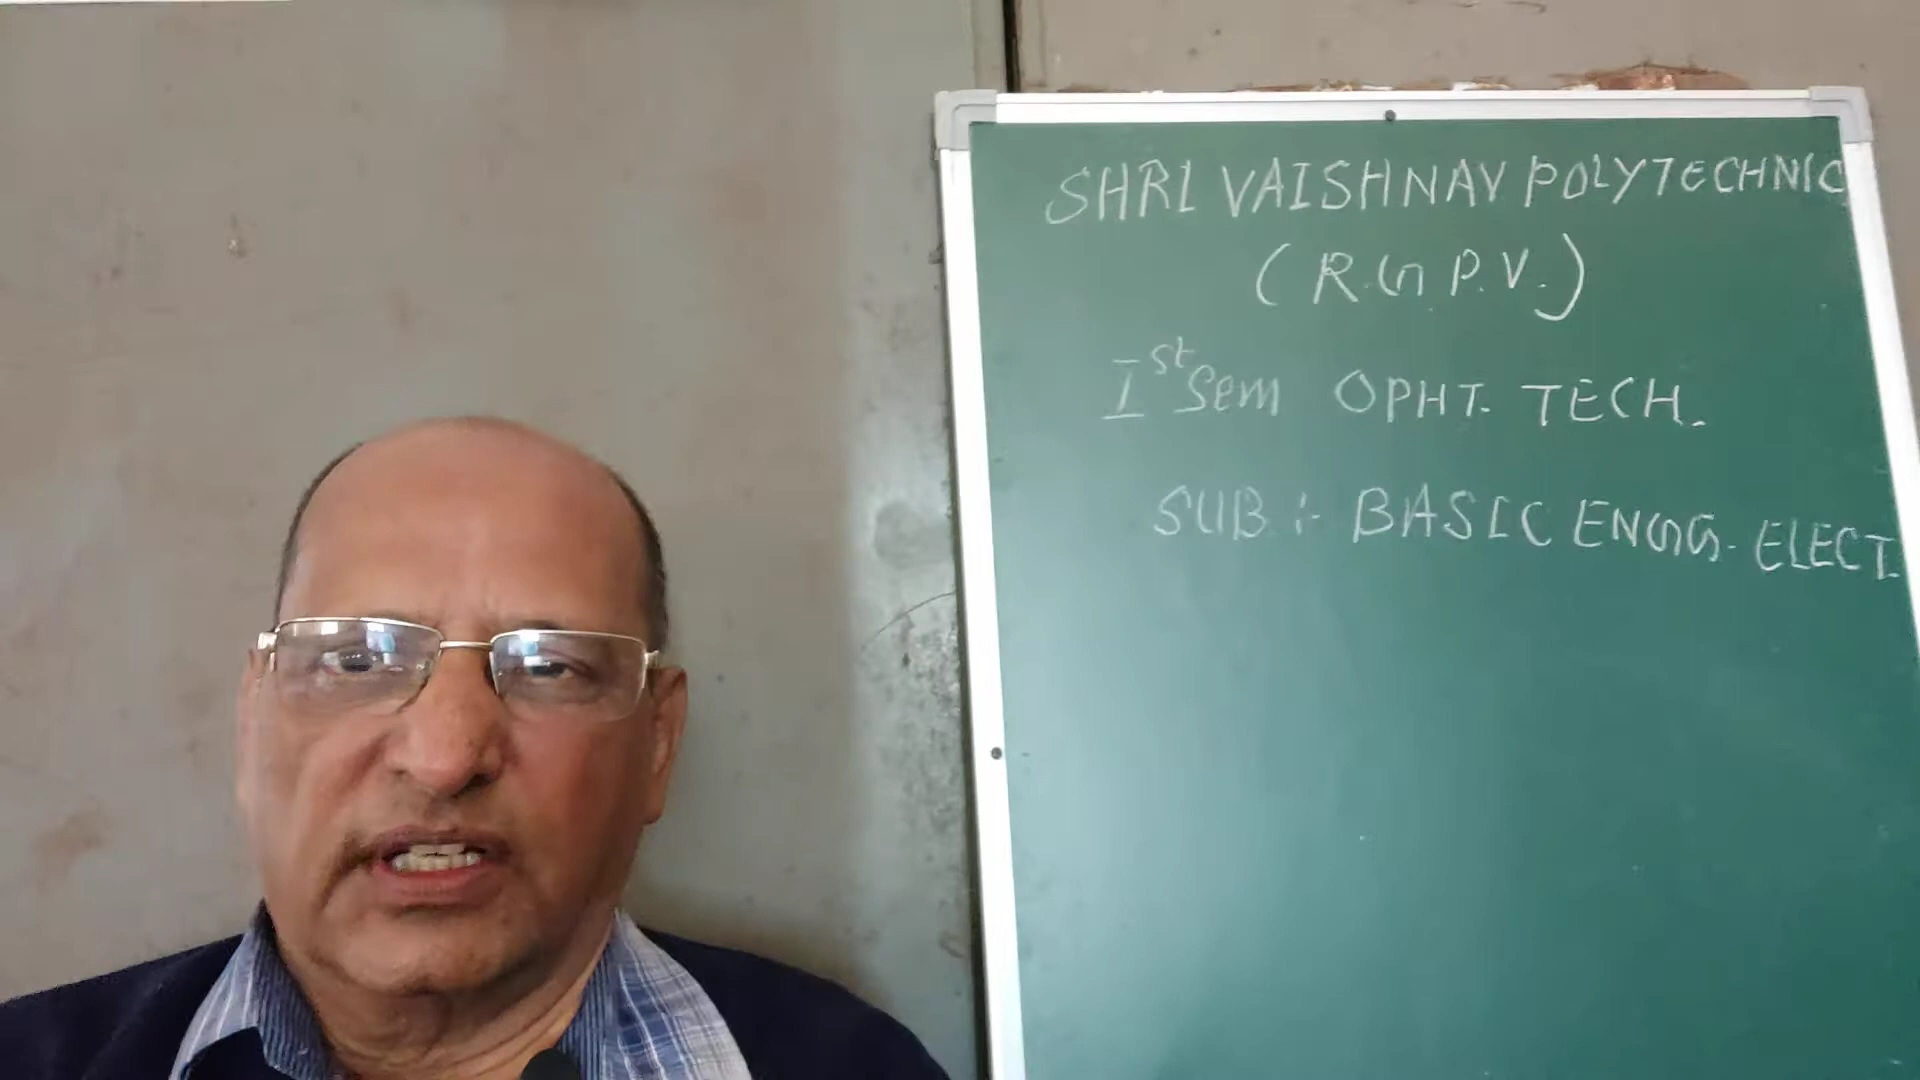 SHRI VAISHNAV POLYTECHNIC
(R.G.P.V.)
Ist Sem OPHT. TECH.
SUB :- BASIC ENGG. ELECT